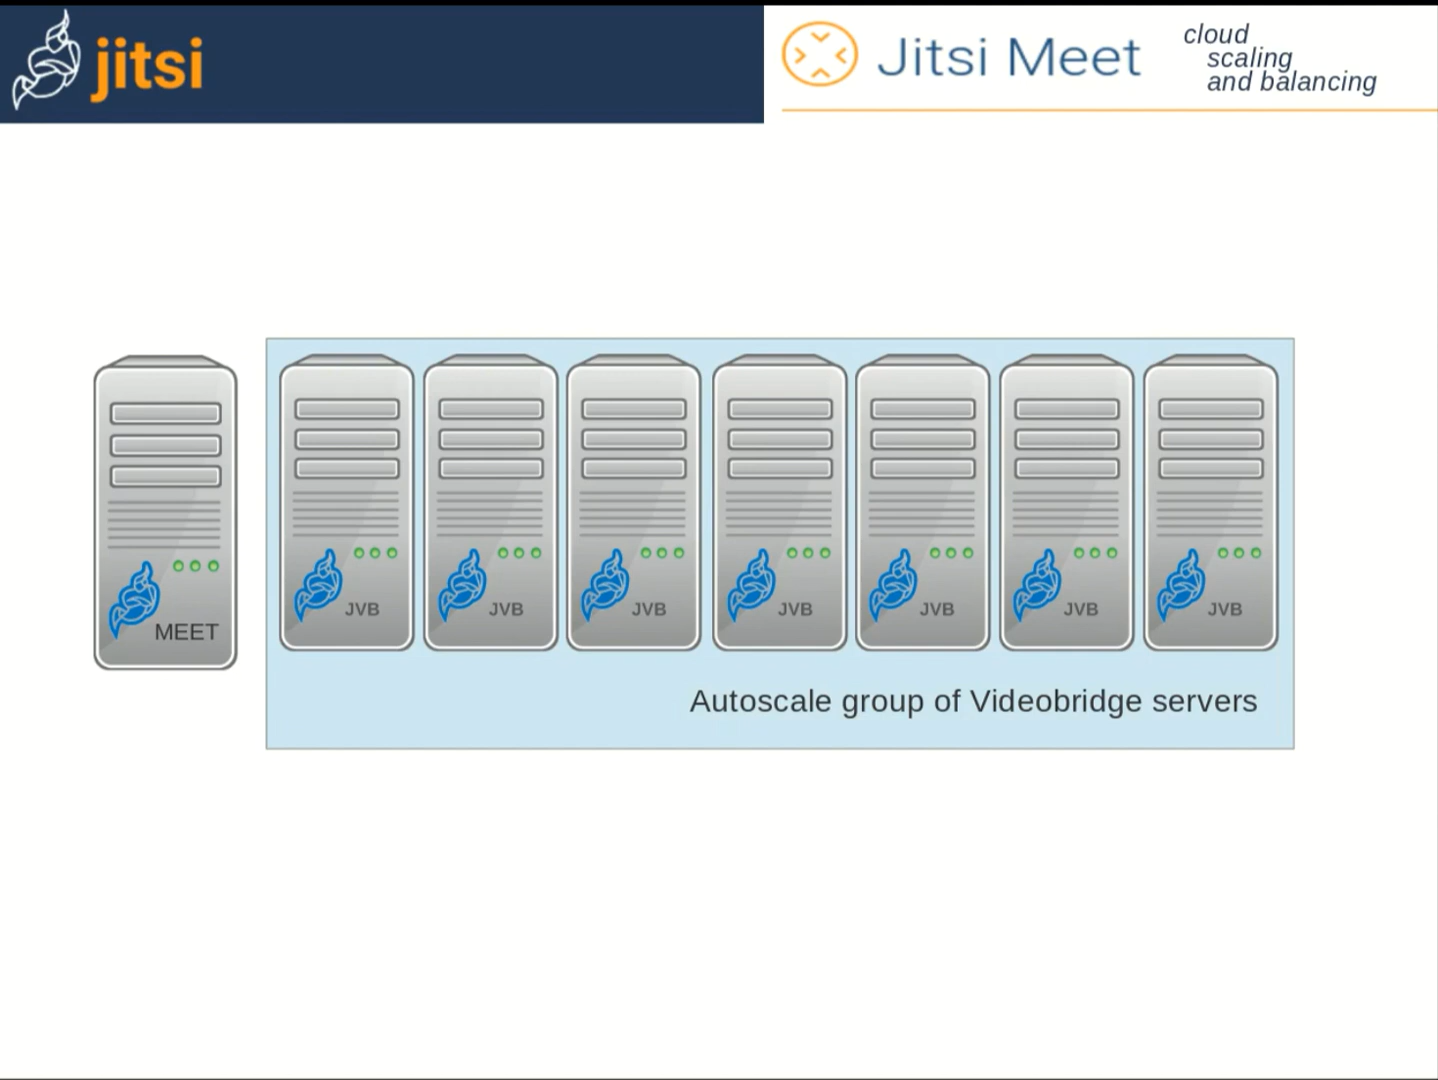 jitsi
Jitsi Meet
cloud
scaling
and balancing
MEET
JVB
JVB
JVB
JVB
JVB
JVB
JVB
Autoscale group of Videobridge servers